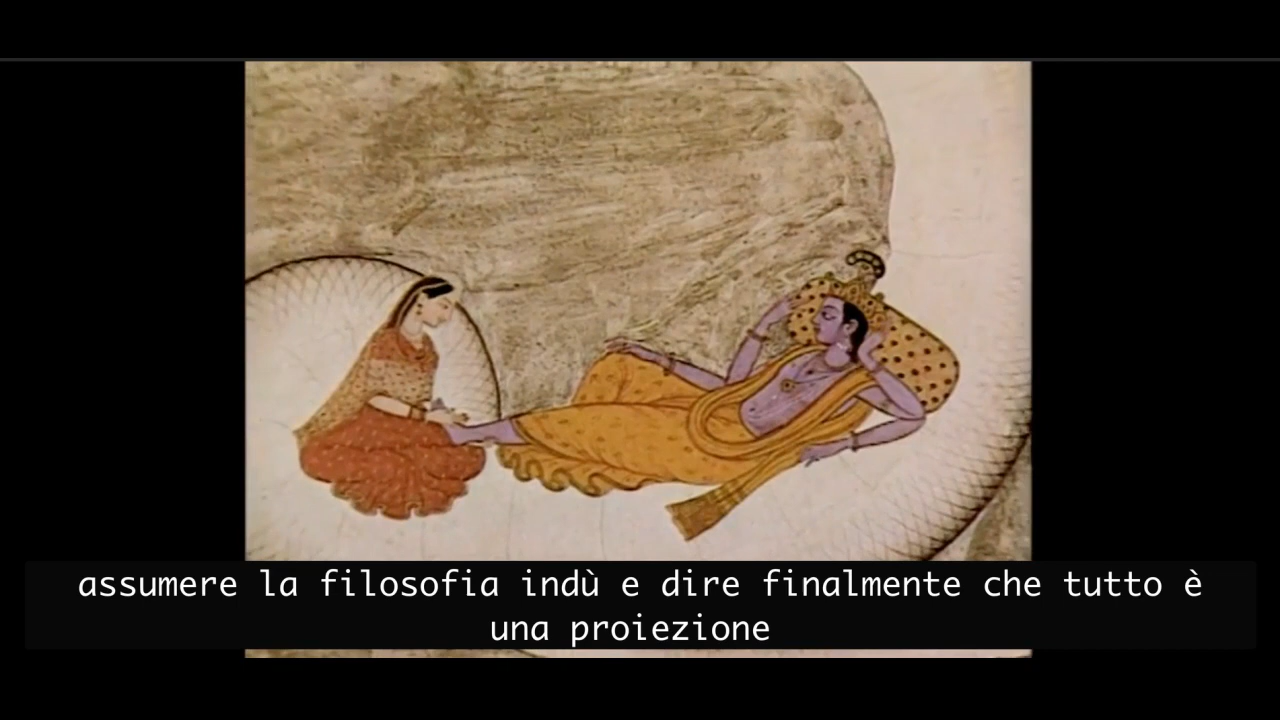 assumere la filosofia indù e dire finalmente che tutto è
una proiezione